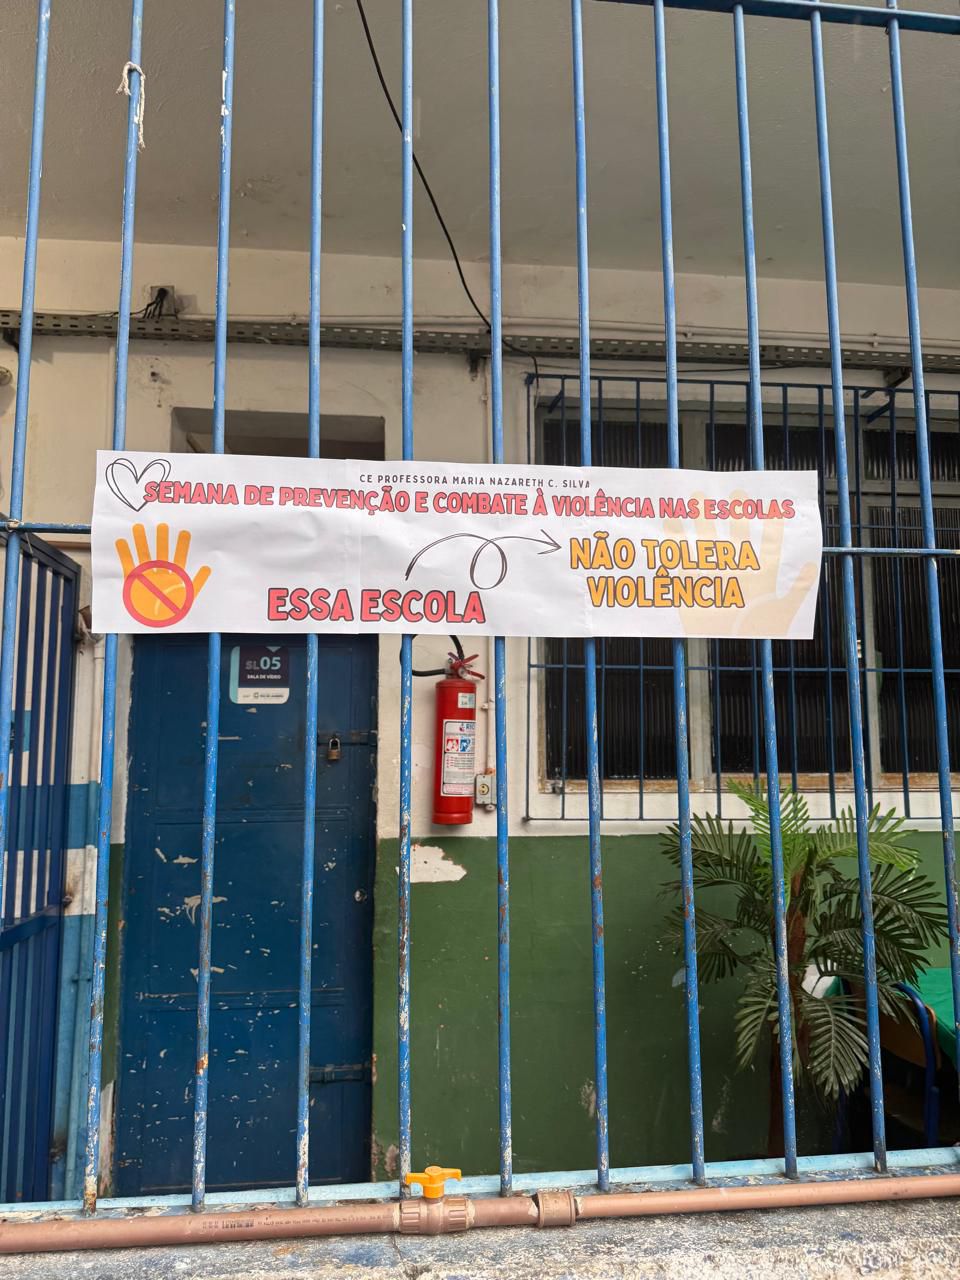 CE PROFESSORA MARIA NAZARETH C. SILVA
SEMANA DE PREVENÇÃO E COMBATE À VIOLÊNCIA NAS ESCOLAS
NÃO TOLERA
VIOLÊNCIA
ESSA ESCOLA
SL05
SALA DE VÍDEO